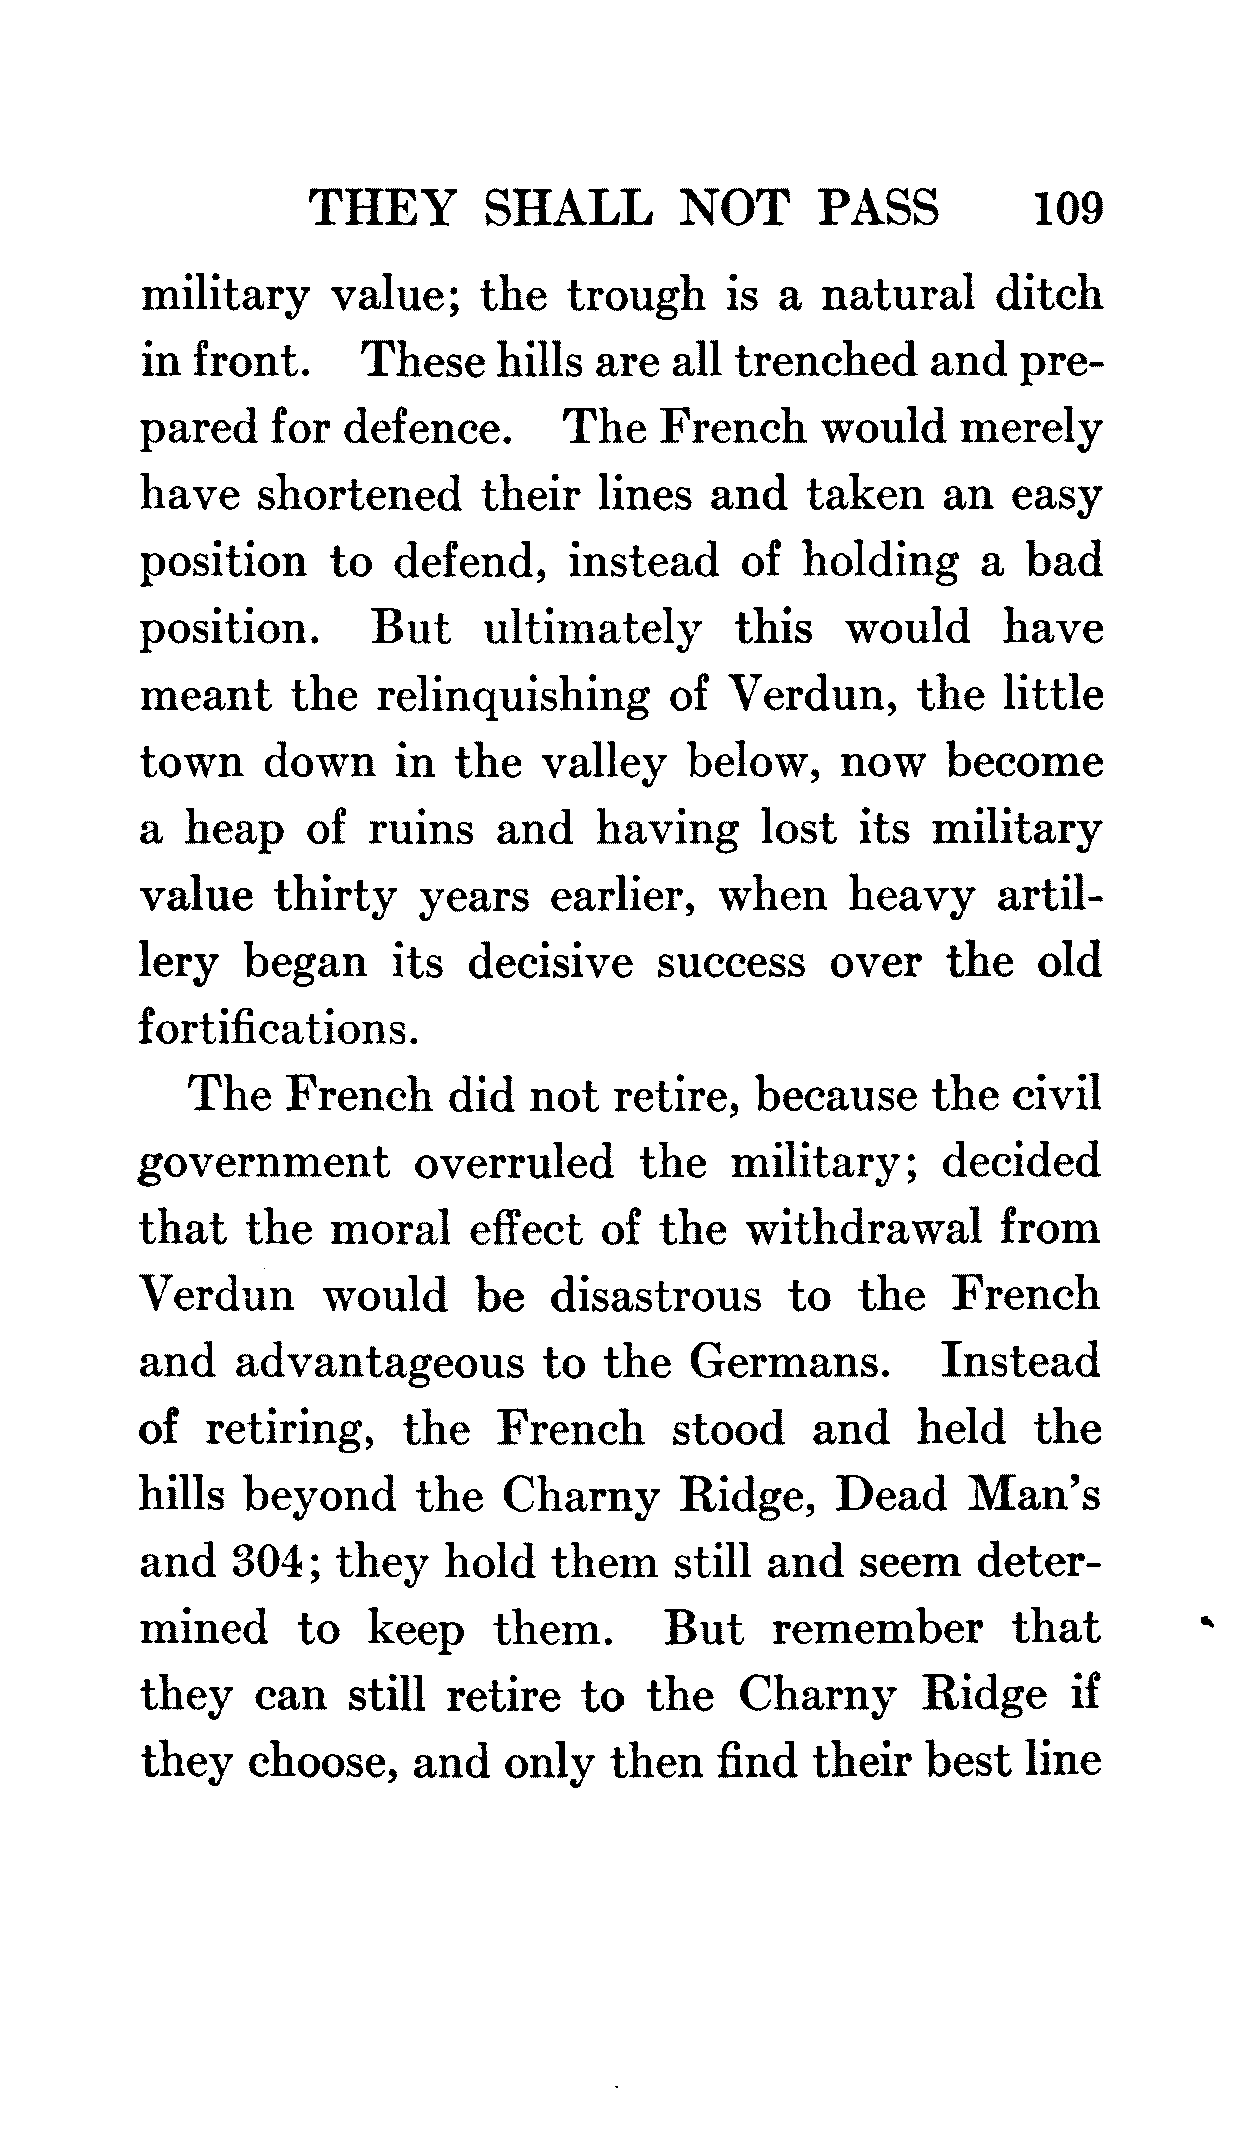 THEY SHALL NOT PASS 109
military value; the trough is a natural ditch
in front. These hills are all trenched and pre-
pared for defence. The French would merely
have shortened their lines and taken an easy
position to defend, instead of holding a bad
position. But ultimately this would have
meant the relinquishing of Verdun, the little
town down in the valley below, now become
a heap of ruins and having lost its military
value thirty years earlier, when heavy artil-
lery began its decisive success over the old
fortifications.
The French did not retire, because the civil
government overruled the military; decided
that the moral effect of the withdrawal from
Verdun would be disastrous to the French
and advantageous to the Germans. Instead
of retiring, the French stood and held the
hills beyond the Charny Ridge, Dead Man's
and 304; they hold them still and seem deter-
mined to keep them. But remember that
they can still retire to the Charny Ridge if
they choose, and only then find their best line